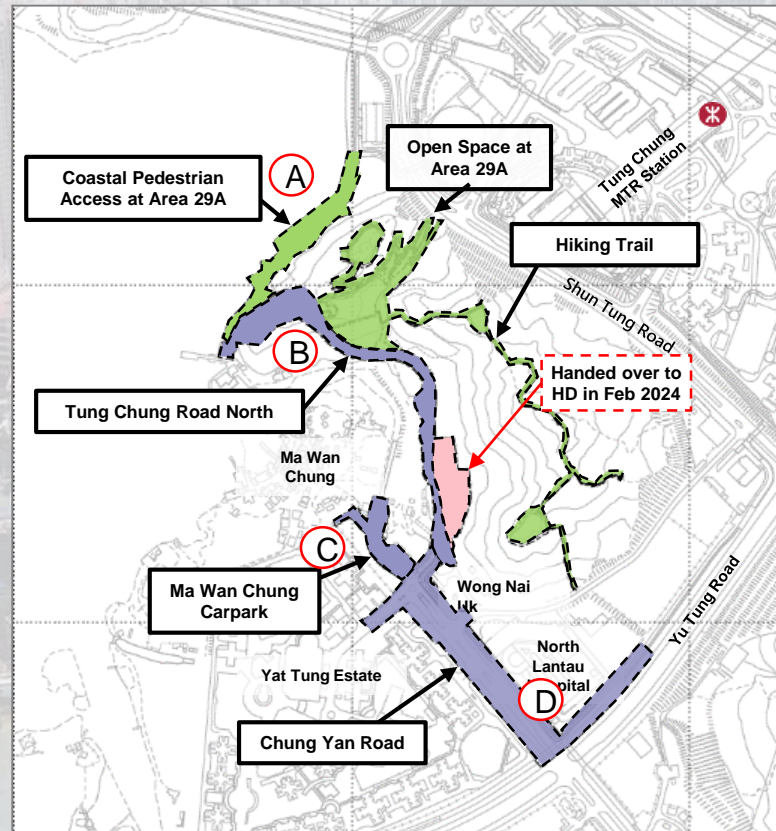 Coastal Pedestrian
Access at Area 29A
A
Open Space at
Area 29A
Tung Chung
MTR Station
Hiking Trail
Shun Tung Road
B
Handed over to
HD in Feb 2024
Tung Chung Road North
Ma Wan
Chung
C
Ma Wan Chung
Carpark
Wong Nai
Uk
Yu Tung Road
North
Lantau
Yat Tung Estate
D
Chung Yan Road